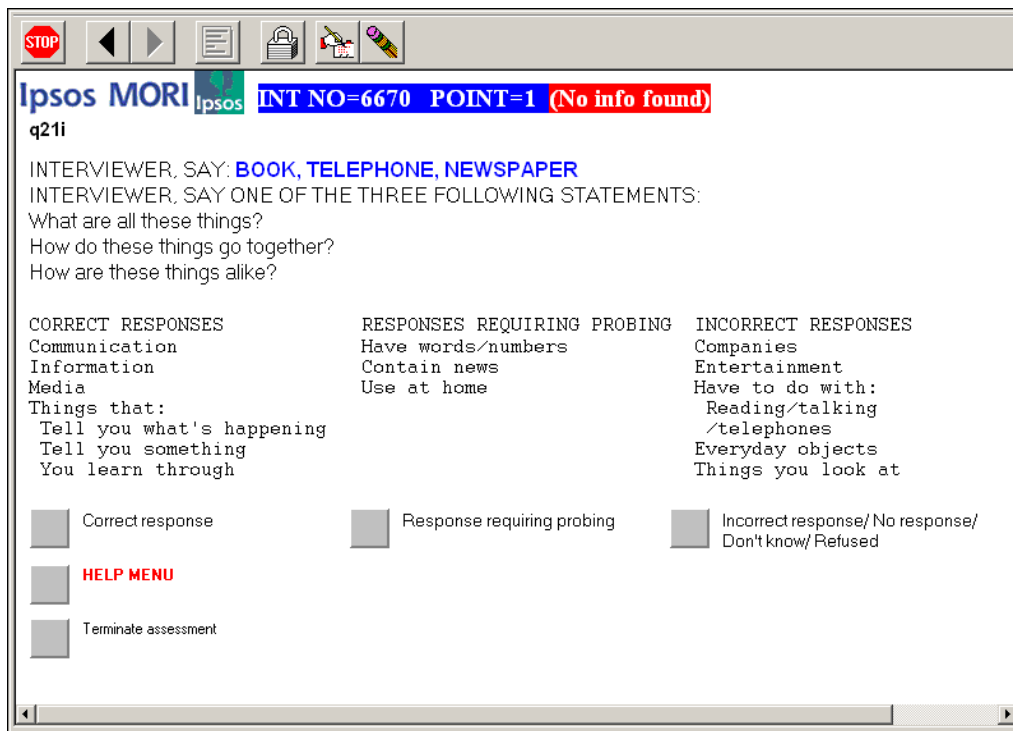 STOP
Ipsos MORI Ipsos INT NO=6670 POINT=1 (No info found)
q21i
INTERVIEWER, SAY: BOOK, TELEPHONE, NEWSPAPER
INTERVIEWER, SAY ONE OF THE THREE FOLLOWING STATEMENTS:
What are all these things?
How do these things go together?
How are these things alike?
CORRECT RESPONSES
Communication
Information
Media
Things that:
Tell you what's happening
Tell you something
You learn through
RESPONSES REQUIRING PROBING
Have words/numbers
Contain news
Use at home
INCORRECT RESPONSES
Companies
Entertainment
Have to do with:
Reading/talking
/telephones
Everyday objects
Things you look at
Correct response
Response requiring probing
Incorrect response/ No response/
Don't know/ Refused
HELP MENU
Terminate assessment